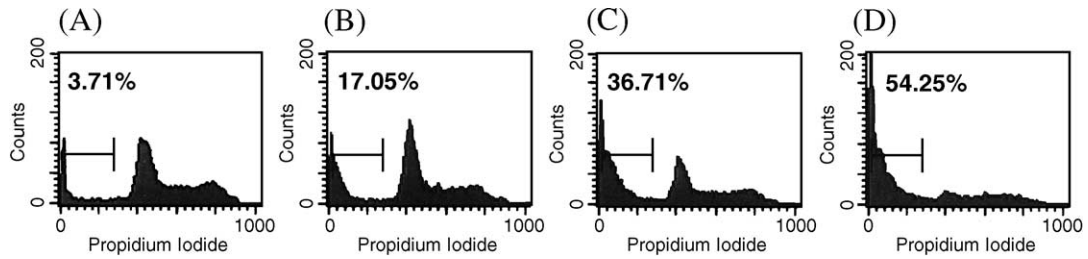 (A) (B) (C) (D)
200 200 200 200
3.71% 17.05% 36.71% 54.25%
Counts Counts Counts Counts
0 0 0 0
0 1000 0 1000 0 1000 0 1000
Propidium Iodide Propidium Iodide Propidium Iodide Propidium Iodide